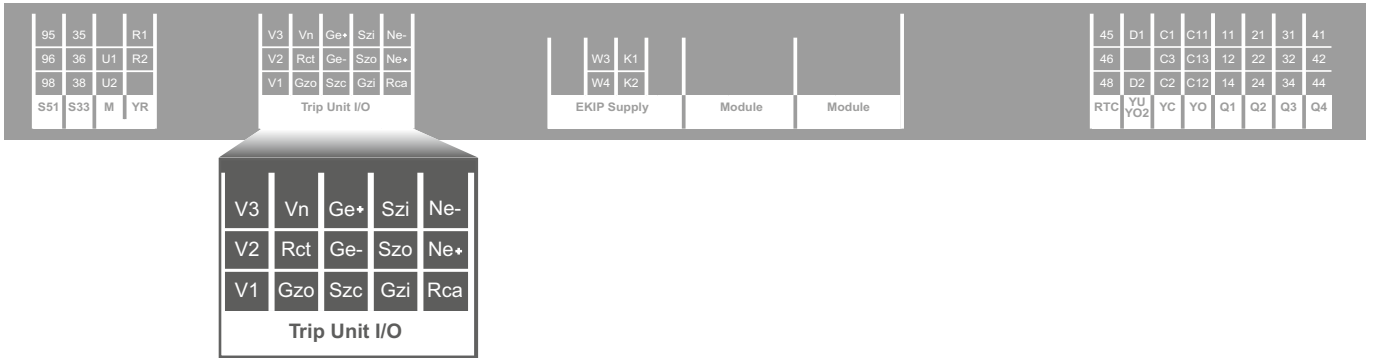 95 35 R1 V3 Vn Ge+ Szi Ne- 45 D1 C1 C11 11 21 31 41
96 36 U1 R2 V2 Rct Ge- Szo Ne+ W3 K1 46 C3 C13 12 22 32 42
98 38 U2 V1 Gzo Szc Gzi Rca W4 K2 48 D2 C2 C12 14 24 34 44
S51 S33 M YR Trip Unit I/O EKIP Supply Module Module RTC YU YC YO Q1 Q2 Q3 Q4
YO2
V3 Vn Ge+ Szi Ne-
V2 Rct Ge- Szo Ne+
V1 Gzo Szc Gzi Rca
Trip Unit I/O